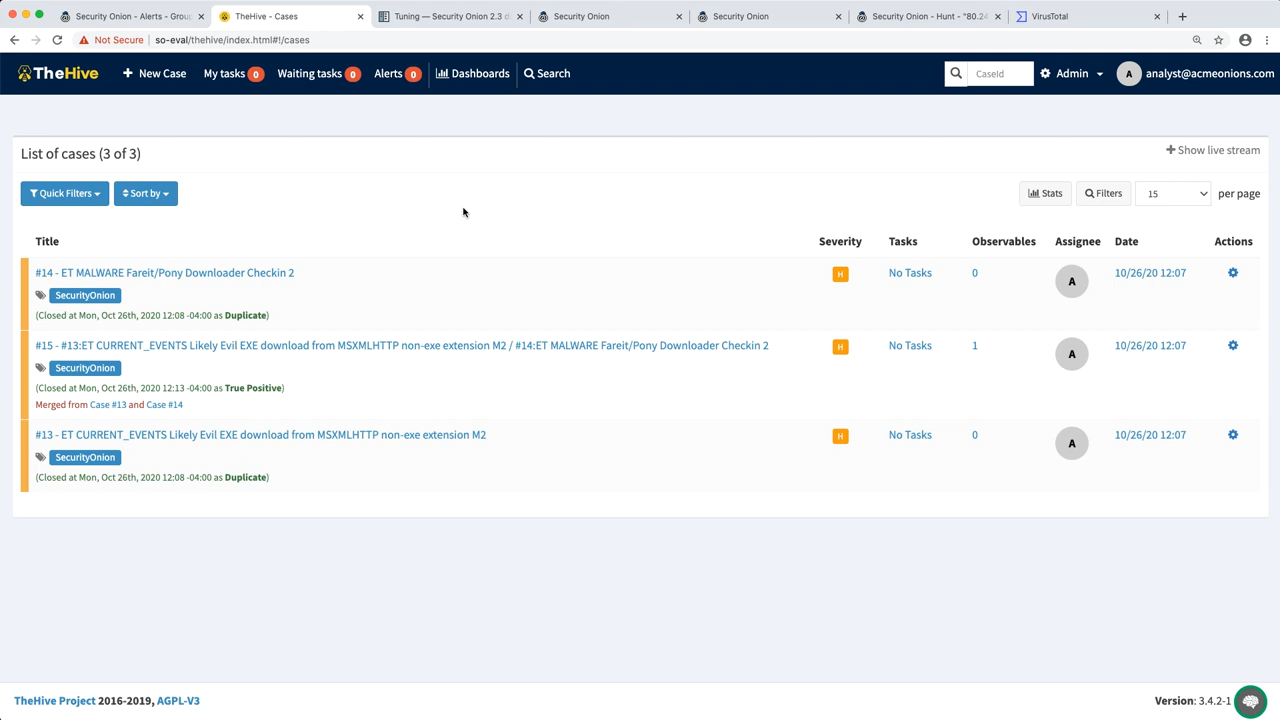 Security Onion - Alerts - Grou
TheHive - Cases
Tuning — Security Onion 2.3 d
Security Onion
Security Onion
Security Onion - Hunt - "80.24
VirusTotal
Not Secure so-eval/thehive/index.html#!/cases
TheHive
New Case
My tasks 0
Waiting tasks 0
Alerts 0
Dashboards
Search
CaseId
Admin
A
analyst@acmeonions.com
List of cases (3 of 3)
Show live stream
Quick Filters
Sort by
Stats
Filters
15
per page
Title Severity Tasks Observables Assignee Date Actions
#14 - ET MALWARE Fareit/Pony Downloader Checkin 2 H No Tasks 0 A 10/26/20 12:07
SecurityOnion
(Closed at Mon, Oct 26th, 2020 12:08 -04:00 as Duplicate)
#15 - #13:ET CURRENT_EVENTS Likely Evil EXE download from MSXMLHTTP non-exe extension M2 / #14:ET MALWARE Fareit/Pony Downloader Checkin 2 H No Tasks 1 A 10/26/20 12:07
SecurityOnion
(Closed at Mon, Oct 26th, 2020 12:13 -04:00 as True Positive)
Merged from Case #13 and Case #14
#13 - ET CURRENT_EVENTS Likely Evil EXE download from MSXMLHTTP non-exe extension M2 H No Tasks 0 A 10/26/20 12:07
SecurityOnion
(Closed at Mon, Oct 26th, 2020 12:08 -04:00 as Duplicate)
TheHive Project 2016-2019, AGPL-V3
Version: 3.4.2-1